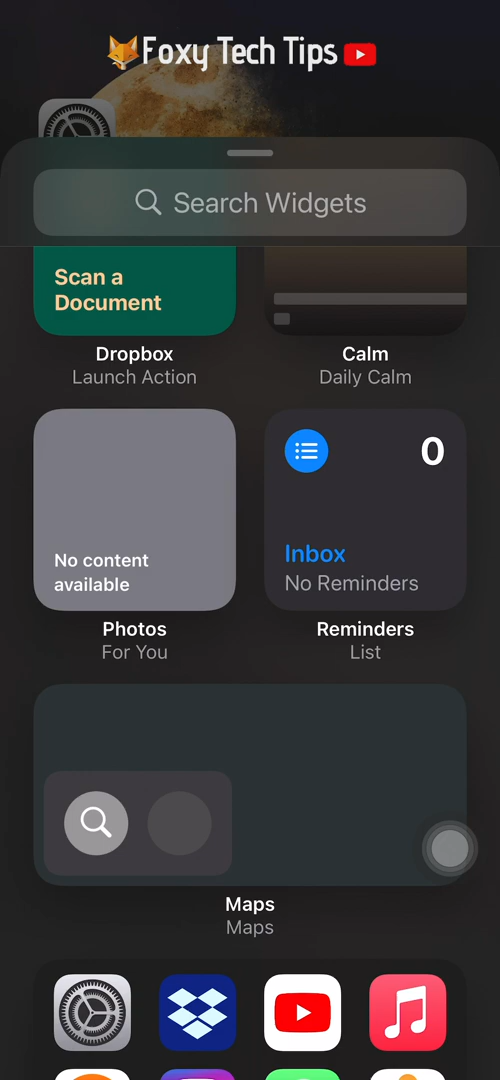 Foxy Tech Tips
Search Widgets
Scan a
Document
Dropbox
Launch Action
Calm
Daily Calm
No content
available
Photos
For You
0
Inbox
No Reminders
Reminders
List
Maps
Maps